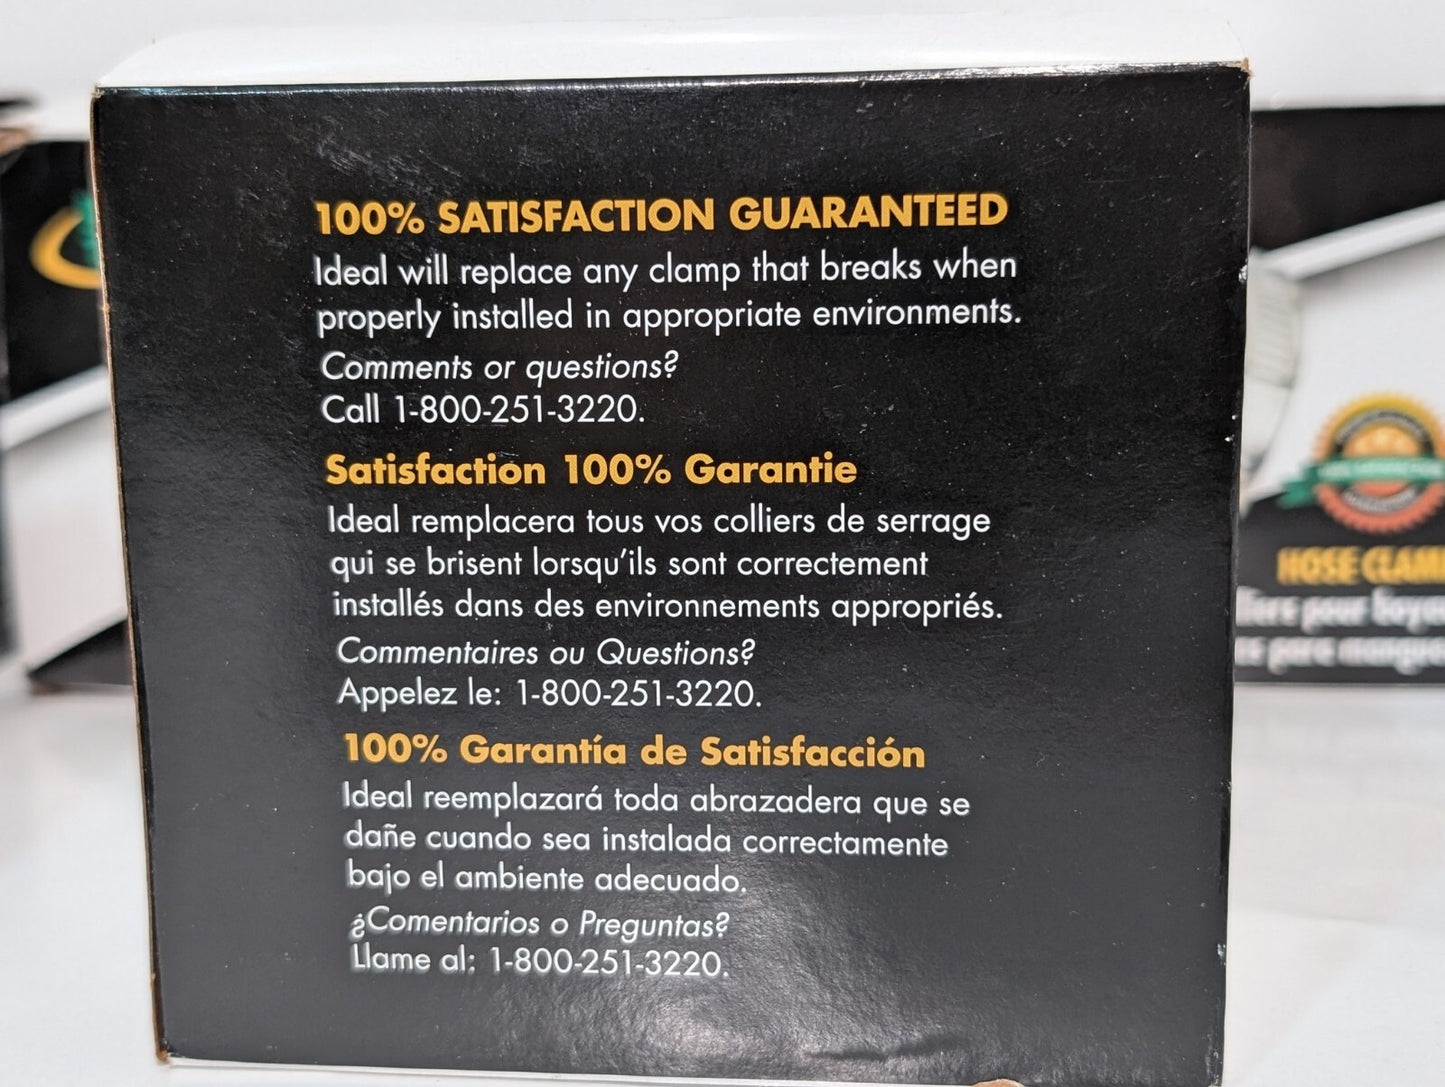 100% SATISFACTION GUARANTEED
Ideal will replace any clamp that breaks when
properly installed in appropriate environments.
Comments or questions?
Call 1-800-251-3220.
Satisfaction 100% Garantie
Ideal remplacera tous vos colliers de serrage
qui se brisent lorsqu'ils sont correctement
installés dans des environnements appropriés.
Commentaires ou Questions?
Appelez le: 1-800-251-3220.
100% Garantía de Satisfacción
Ideal reemplazará toda abrazadera que se
dañe cuando sea instalada correctamente
bajo el ambiente adecuado.
¿Comentarios o Preguntas?
Llame al: 1-800-251-3220.
HOSE CLAM
pour
para